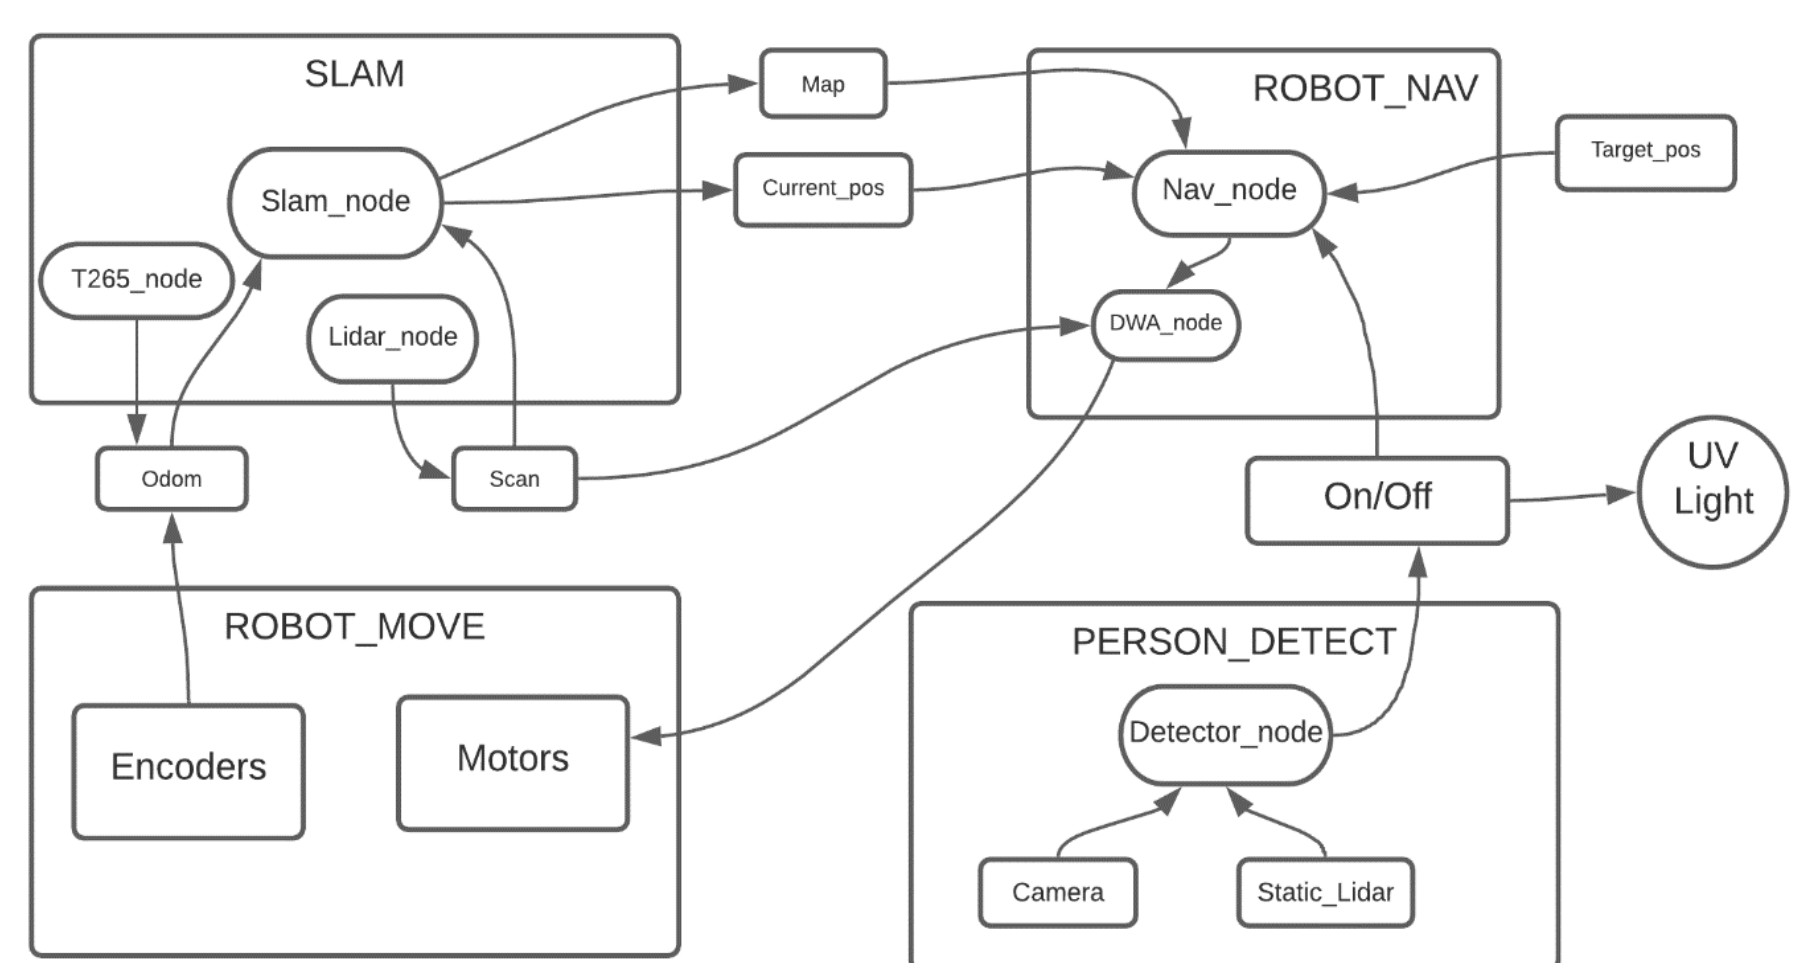 SLAM
Map
ROBOT_NAV
Target_pos
Slam_node
Current_pos
Nav_node
T265_node
Lidar_node
DWA_node
Odom
Scan
On/Off
UV
Light
ROBOT_MOVE
PERSON_DETECT
Encoders
Motors
Detector_node
Camera
Static_Lidar